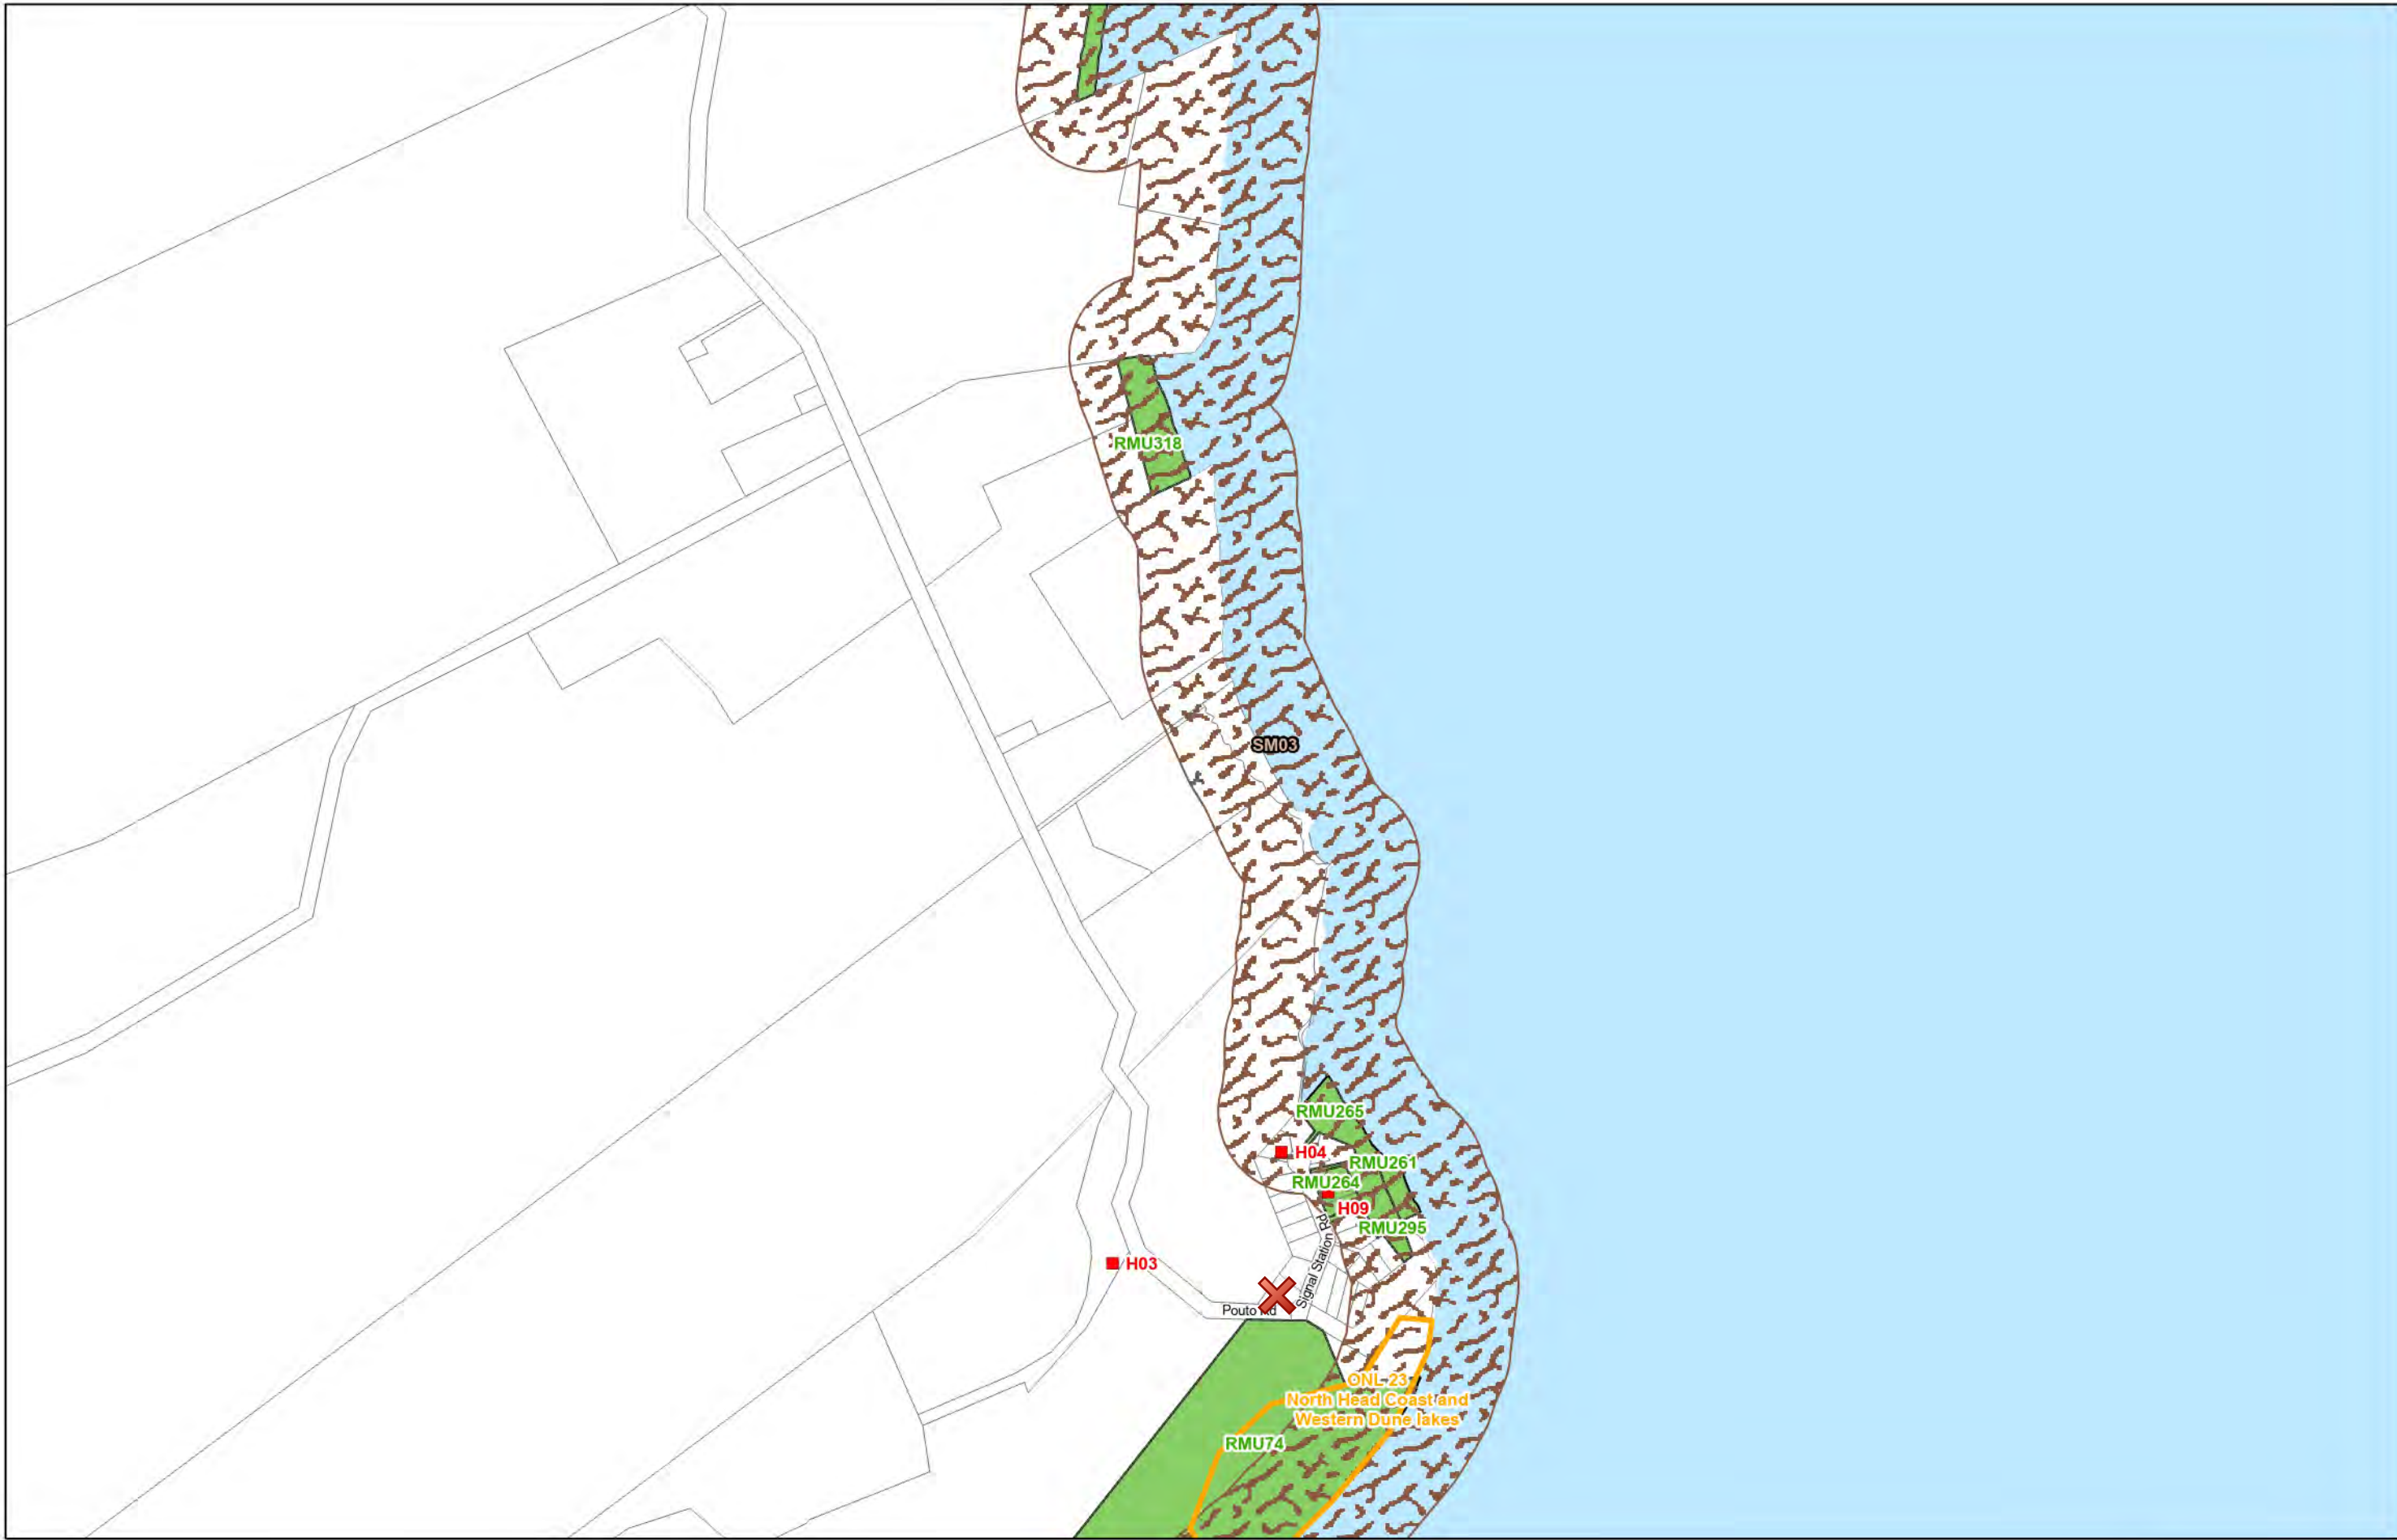 RMU318
SM03
RMU265
H04
RMU261
RMU264
H09
RMU295
Signal Station Rd
H03
Pouto Rd
ONL 23
North Head Coast and
Western Dune lakes
RMU74